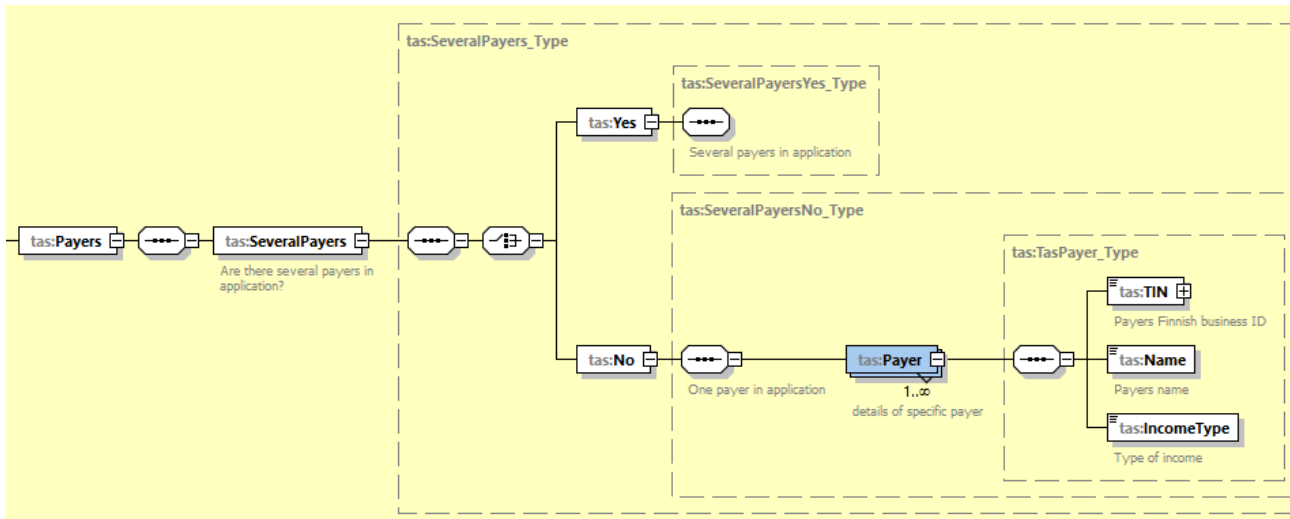 tas:SeveralPayers_Type
tas:SeveralPayersYes_Type
tas:Yes
Several payers in application
tas:SeveralPayersNo_Type
tas:Payers
tas:SeveralPayers
Are there several payers in
application?
tas:TasPayer_Type
tas:TIN
Payers Finnish business ID
tas:No
One payer in application
tas:Payer
1..∞
details of specific payer
tas:Name
Payers name
tas:IncomeType
Type of income